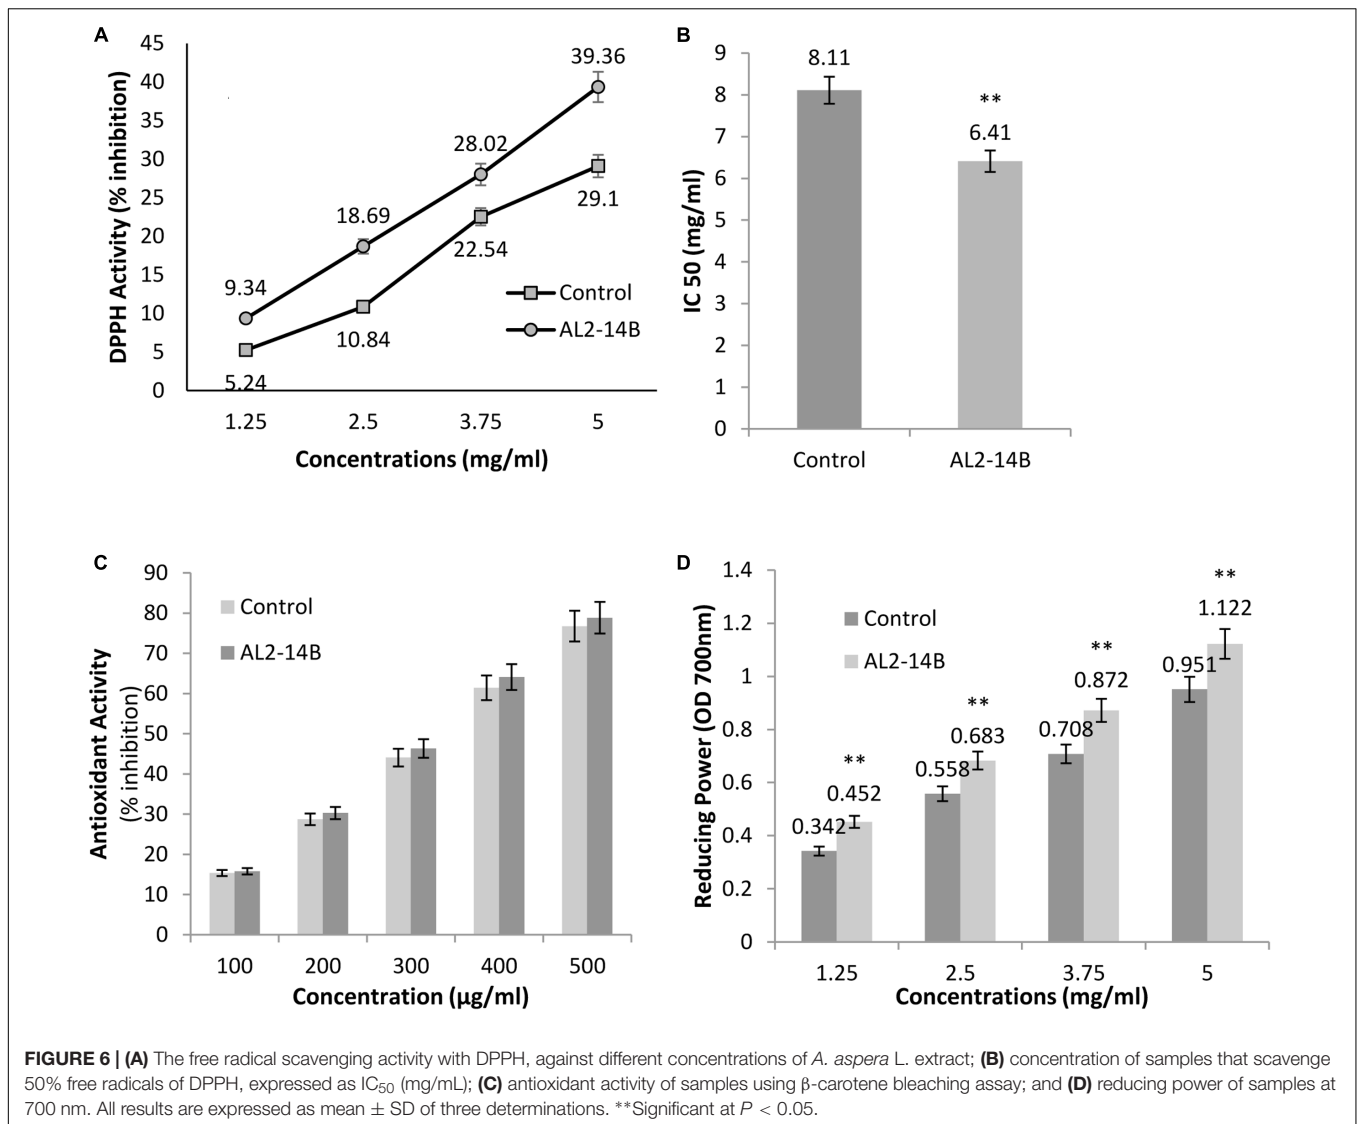 A
45
40
35
30
25
20
15
10
5
0
DPPH Activity (% inhibition)
39.36
28.02
18.69
9.34
29.1
22.54
10.84
5.24
Control
AL2-14B
1.25 2.5 3.75 5
Concentrations (mg/ml)
B
9
8
7
6
5
4
3
2
1
0
IC 50 (mg/ml)
8.11
**
6.41
Control AL2-14B
C
90
80
70
60
50
40
30
20
10
0
Antioxidant Activity
(% inhibition)
Control
AL2-14B
100 200 300 400 500
Concentration (µg/ml)
D
1.4
1.2
1
0.8
0.6
0.4
0.2
0
Reducing Power (OD 700nm)
Control
AL2-14B
**
0.342 0.452
**
0.558 0.683
**
0.708 0.872
**
0.951 1.122
1.25 2.5 3.75 5
Concentrations (mg/ml)
FIGURE 6 | (A) The free radical scavenging activity with DPPH, against different concentrations of A. aspera L. extract; (B) concentration of samples that scavenge
50% free radicals of DPPH, expressed as IC50 (mg/mL); (C) antioxidant activity of samples using β-carotene bleaching assay; and (D) reducing power of samples at
700 nm. All results are expressed as mean ± SD of three determinations. **Significant at P < 0.05.